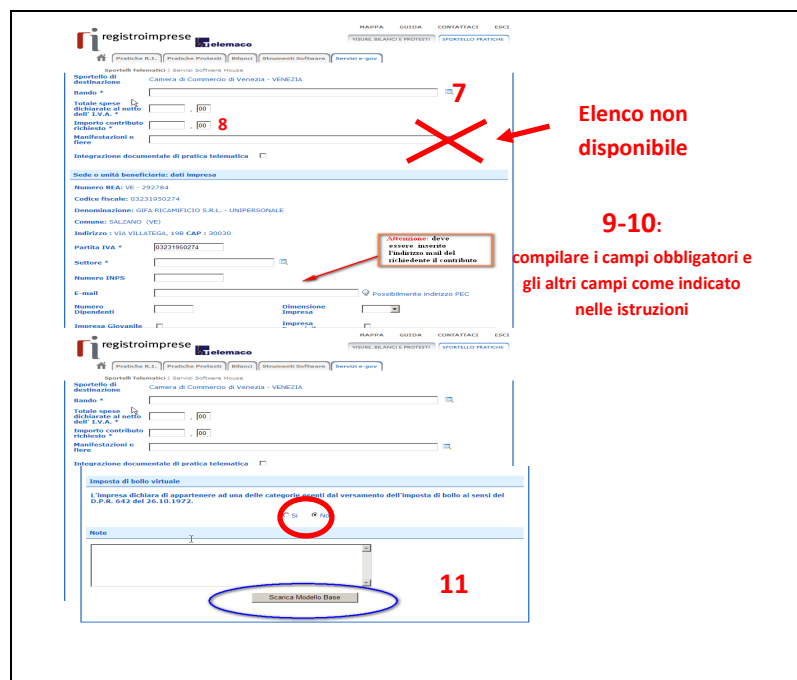 MAPPA GUIDA CONTATTACI ESCI
registroimprese
Telemaco
VISURE, BILANCI E PROTESTI SPORTELLO PRATICHE
Pratiche R.I. Pratiche Protesti Bilanci Strumenti Software Servizi e-gov
Sportelli Telematici | Servizi Software House
Sportello di destinazione Camera di Commercio di Venezia - VENEZIA
Bando *
7
Totale spese
dichiarate al netto
dell' I.V.A. * , 00
Importo contributo
richiesto * , 00 8
Manifestazioni e
fiere
Elenco non
disponibile
Integrazione documentale di pratica telematica
Sede o unità beneficiaria: dati impresa
Numero REA: VE - 292784
Codice fiscale: 03231950274
Denominazione: GIFA RICAMIFICIO S.R.L. - UNIPERSONALE
Comune: SALZANO (VE)
Indirizzo : VIA VILLATEGA, 19B CAP : 30030
Partita IVA * 03231950274
Attenzione: deve
essere inserito
l'indirizzo mail del
richiedente il contributo
9-10:
compilare i campi obbligatori e
gli altri campi come indicato
nelle istruzioni
Settore *
Numero INPS
E-mail Possibilmente indirizzo PEC
Numero
Dipendenti
Dimensione
Impresa
Impresa Giovanile
Impresa
MAPPA GUIDA CONTATTACI ESCI
registroimprese
Telemaco
VISURE, BILANCI E PROTESTI SPORTELLO PRATICHE
Pratiche R.I. Pratiche Protesti Bilanci Strumenti Software Servizi e-gov
Sportelli Telematici | Servizi Software House
Sportello di
destinazione Camera di Commercio di Venezia - VENEZIA
Bando *
Totale spese
dichiarate al netto
dell' I.V.A. * , 00
Importo contributo
richiesto * , 00
Manifestazioni e
fiere
Integrazione documentale di pratica telematica
Imposta di bollo virtuale
L'impresa dichiara di appartenere ad una delle categorie esenti dal versamento dell'imposta di bollo ai sensi del
D.P.R. 642 del 26.10.1972.
Si No
Note
11
Scarica Modello Base